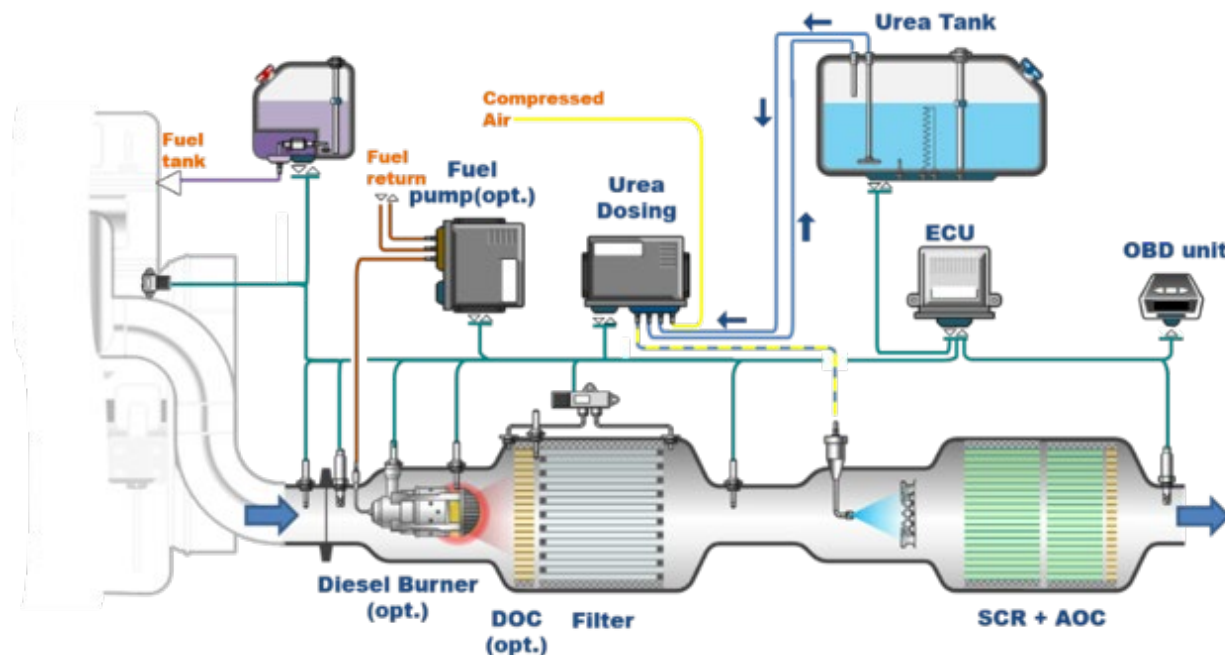 Urea Tank
Compressed
Air
Fuel
tank
Fuel
return
Fuel
pump(opt.)
Urea
Dosing
ECU
OBD unit
Diesel Burner
(opt.)
DOC
(opt.)
Filter
SCR + AOC